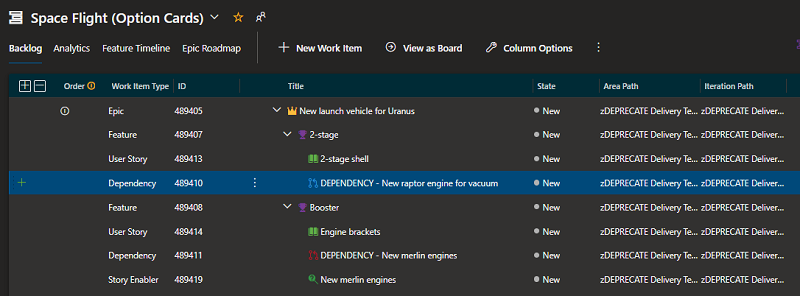 Space Flight (Option Cards)
Backlog Analytics Feature Timeline Epic Roadmap + New Work Item View as Board Column Options
Order Work Item Type ID Title State Area Path Iteration Path
Epic 489405 New launch vehicle for Uranus New zDEPRECATE Delivery Te... zDEPRECATE Deliver...
Feature 489407 2-stage New zDEPRECATE Delivery Te... zDEPRECATE Deliver...
User Story 489413 2-stage shell New zDEPRECATE Delivery Te... zDEPRECATE Deliver...
Dependency 489410 DEPENDENCY - New raptor engine for vacuum New zDEPRECATE Delivery Te... zDEPRECATE Deliver...
Feature 489408 Booster New zDEPRECATE Delivery Te... zDEPRECATE Deliver...
User Story 489414 Engine brackets New zDEPRECATE Delivery Te... zDEPRECATE Deliver...
Dependency 489411 DEPENDENCY - New merlin engines New zDEPRECATE Delivery Te... zDEPRECATE Deliver...
Story Enabler 489419 New merlin engines New zDEPRECATE Delivery Te... zDEPRECATE Deliver...